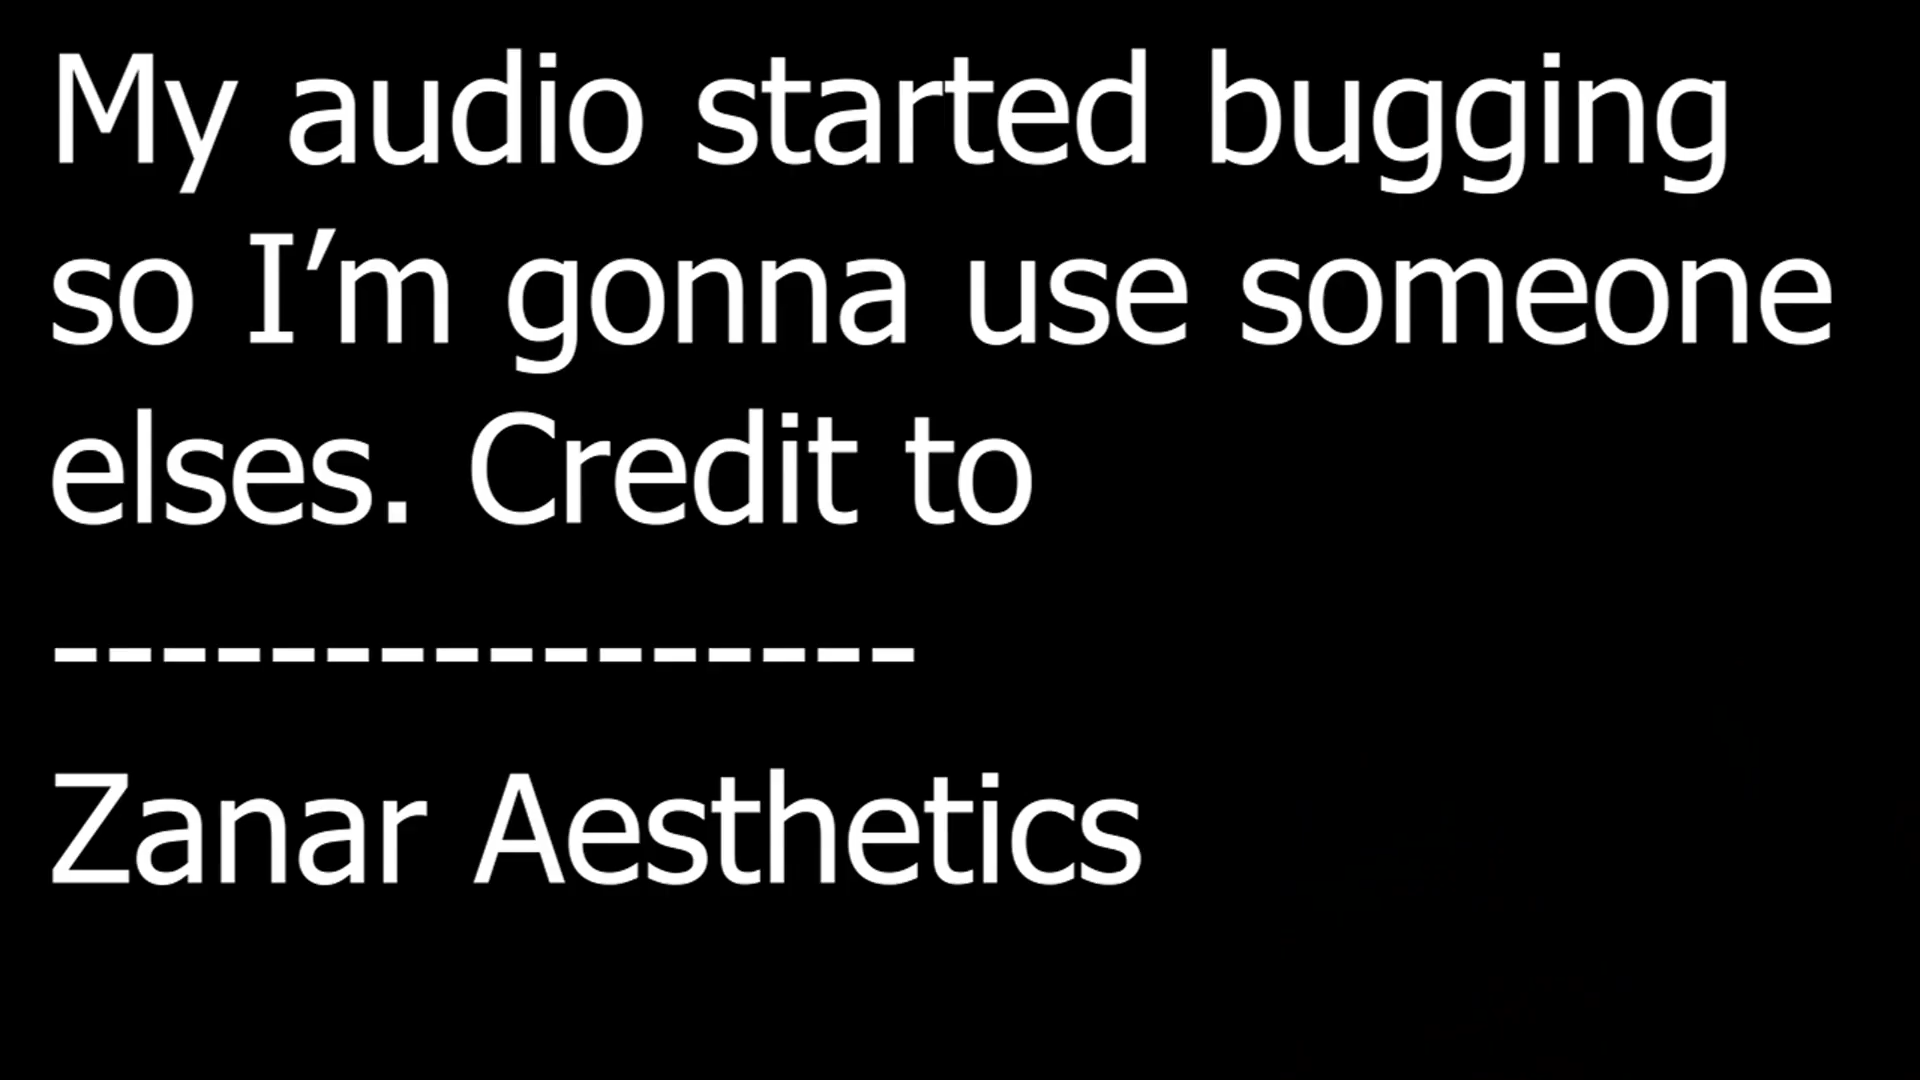 My audio started bugging
so I’m gonna use someone
elses. Credit to
----------------
Zanar Aesthetics